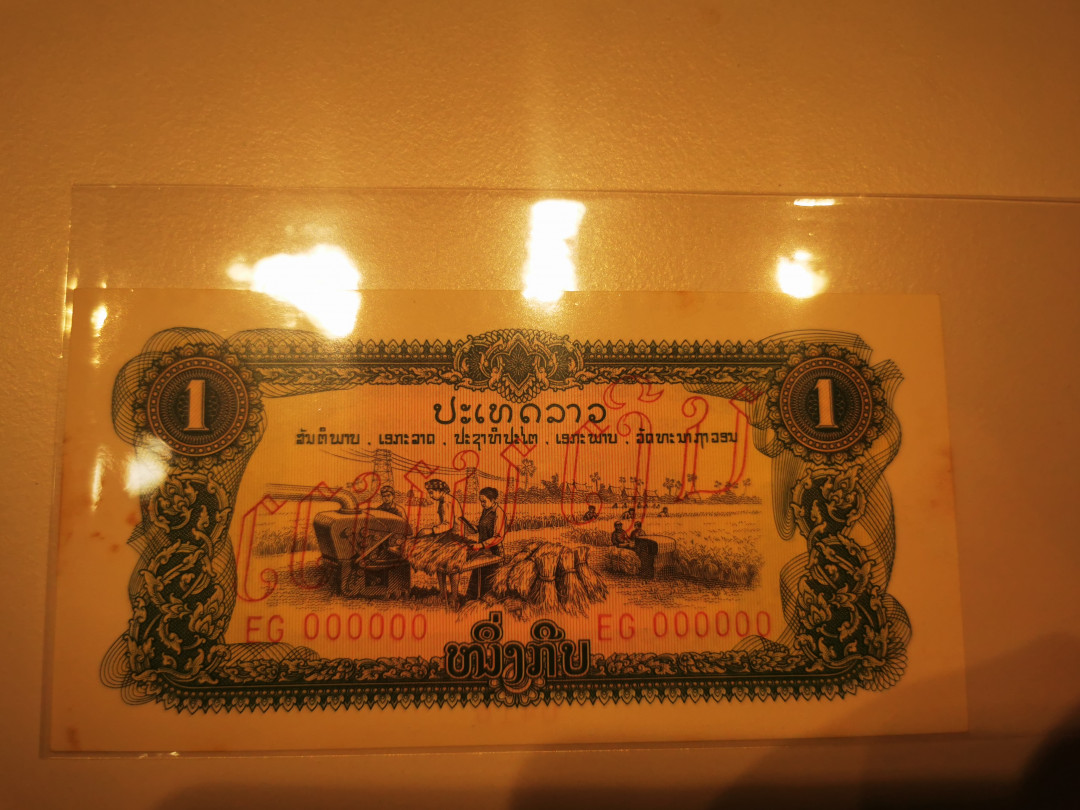 1 1
ປະເທດລາວ
ສັນຕິພາບ . ເອກະລາດ . ປະຊາທິປະໄຕ . ເອກະພາບ . ວັດທະນາຖາວອນ
EG 000000 EG 000000
ໜຶ່ງກີບ